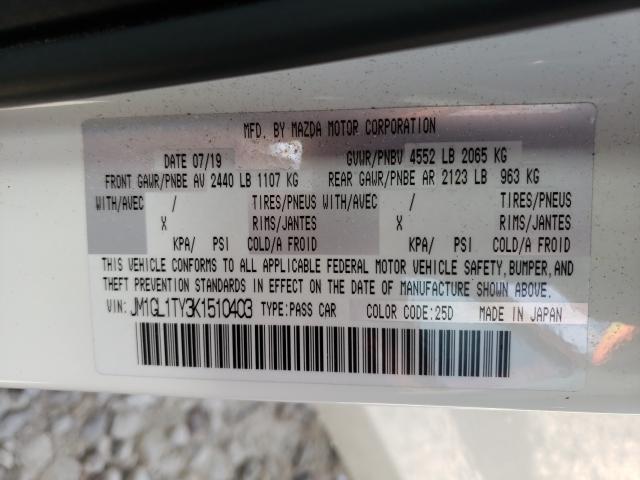 MFD. BY MAZDA MOTOR CORPORATION
DATE 07/19 GVWR/PNBV 4552 LB 2065 KG
FRONT GAWR/PNBE AV 2440 LB 1107 KG REAR GAWR/PNBE AR 2123 LB 963 KG
WITH/AVEC / TIRES/PNEUS WITH/AVEC / TIRES/PNEUS
X RIMS/JANTES X RIMS/JANTES
KPA/ PSI COLD/A FROID KPA/ PSI COLD/A FROID
THIS VEHICLE CONFORMS TO ALL APPLICABLE FEDERAL MOTOR VEHICLE SAFETY, BUMPER, AND
THEFT PREVENTION STANDARDS IN EFFECT ON THE DATE OF MANUFACTURE SHOWN ABOVE.
VIN: JM1GL1TY3K1510403 TYPE: PASS CAR COLOR CODE: 25D MADE IN JAPAN